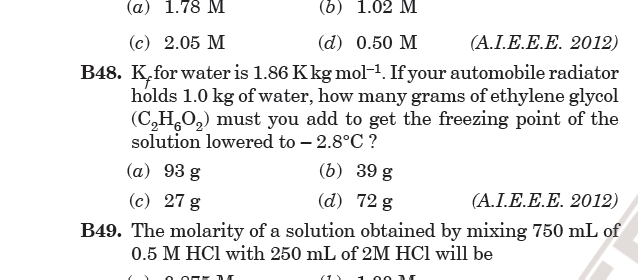 (a) 1.78 M (b) 1.02 M
(c) 2.05 M (d) 0.50 M (A.I.E.E.E. 2012)
B48. K_f for water is 1.86 K kg mol⁻¹. If your automobile radiator
holds 1.0 kg of water, how many grams of ethylene glycol
(C₂H₆O₂) must you add to get the freezing point of the
solution lowered to – 2.8°C ?
(a) 93 g (b) 39 g
(c) 27 g (d) 72 g (A.I.E.E.E. 2012)
B49. The molarity of a solution obtained by mixing 750 mL of
0.5 M HCl with 250 mL of 2M HCl will be